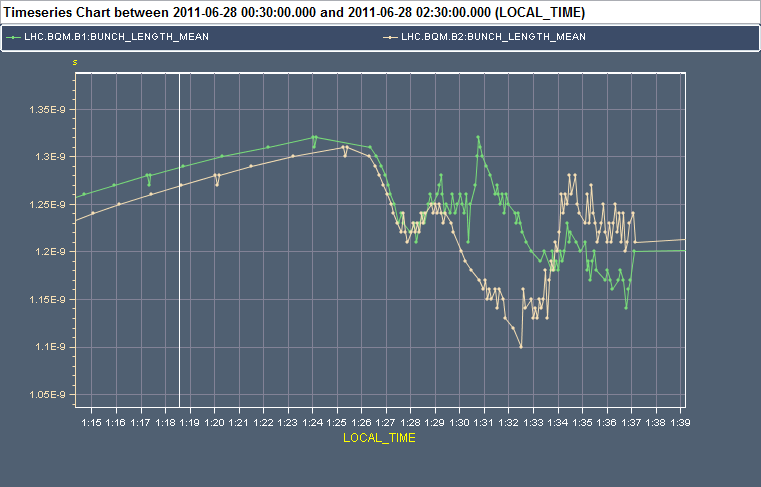 Timeseries Chart between 2011-06-28 00:30:00.000 and 2011-06-28 02:30:00.000 (LOCAL_TIME)
LHC.BQM.B1:BUNCH_LENGTH_MEAN LHC.BQM.B2:BUNCH_LENGTH_MEAN
s
1.35E-9
1.3E-9
1.25E-9
1.2E-9
1.15E-9
1.1E-9
1.05E-9
1:15 1:16 1:17 1:18 1:19 1:20 1:21 1:22 1:23 1:24 1:25 1:26 1:27 1:28 1:29 1:30 1:31 1:32 1:33 1:34 1:35 1:36 1:37 1:38 1:39
LOCAL_TIME